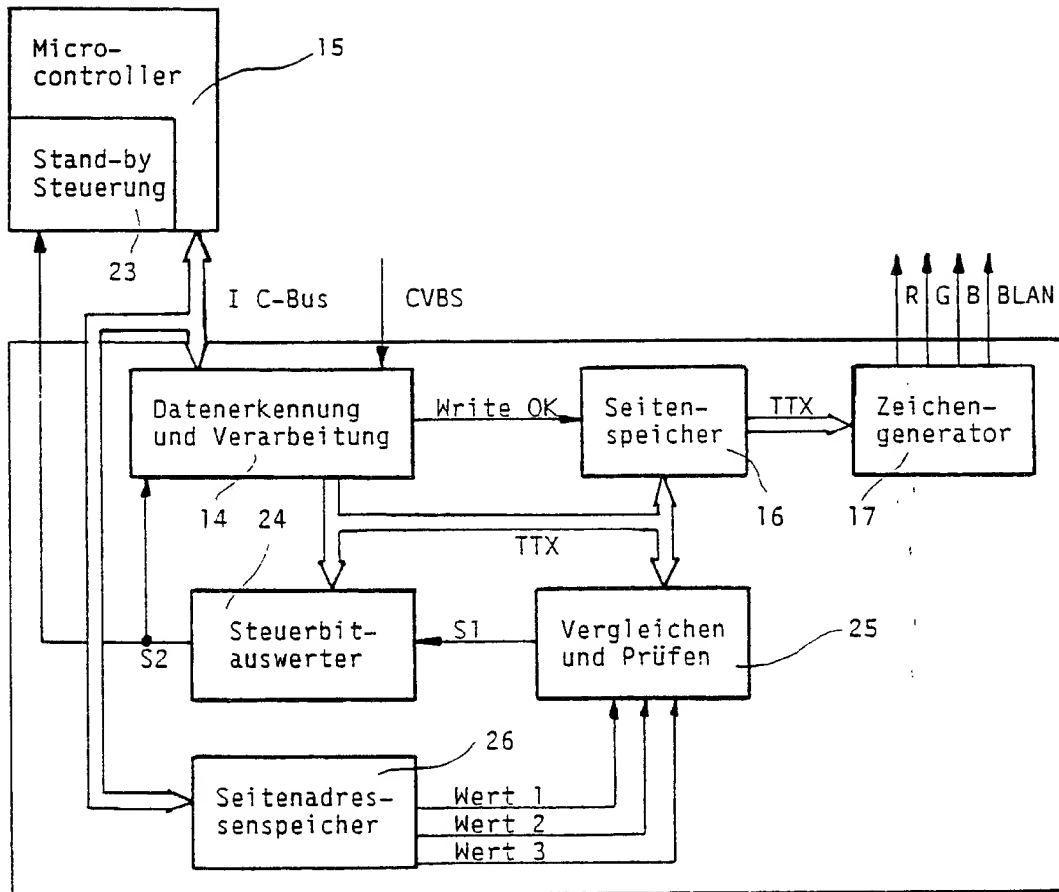 Micro-
controller
15
Stand-by
Steuerung
23
I C-Bus
CVBS
R G B BLAN
Datenerkennung
und Verarbeitung
14
Write OK
Seiten-
speicher
16
TTX
Zeichen-
generator
17
24
TTX
Steuerbit-
auswerter
S2
S1
Vergleichen
und Prüfen
25
26
Seitenadres-
senspeicher
Wert 1
Wert 2
Wert 3